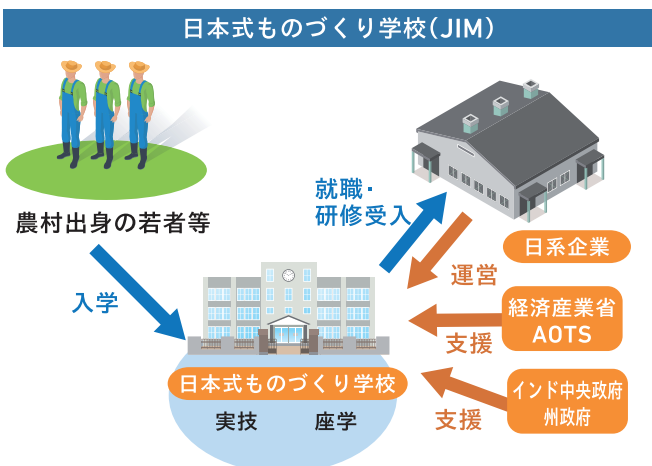 日本式ものづくり学校(JIM)
農村出身の若者等
就職・
研修受入
日系企業
入学
運営
経済産業省
AOTS
支援
日本式ものづくり学校
インド中央政府
州政府
支援
実技
座学